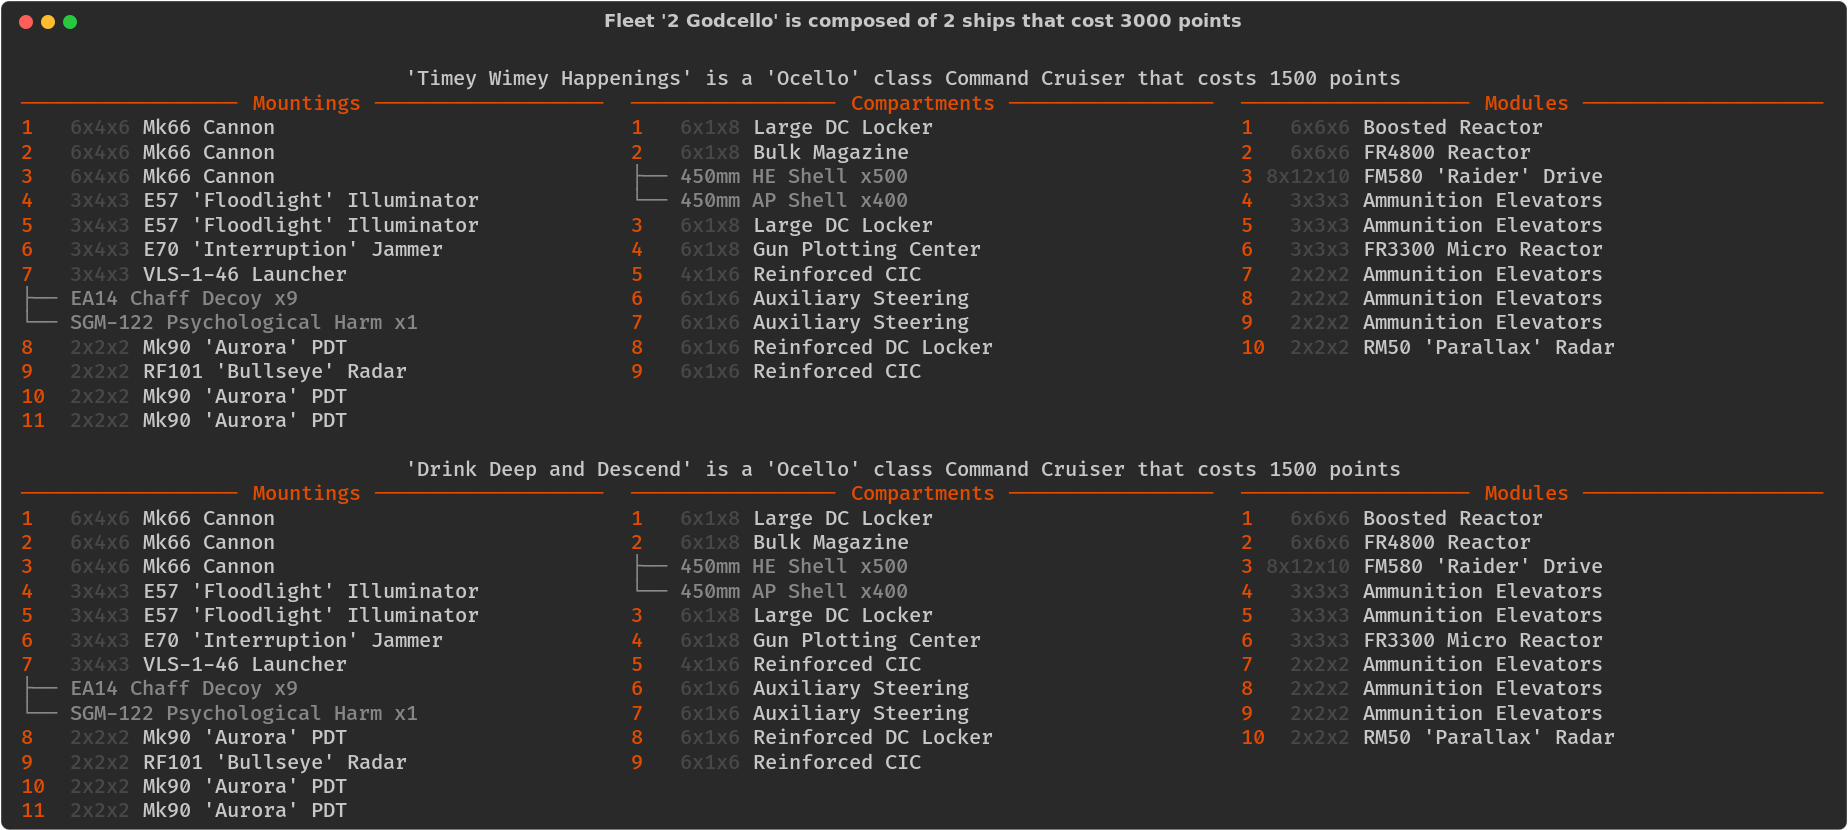 Fleet '2 Godcello' is composed of 2 ships that cost 3000 points
'Timey Wimey Happenings' is a 'Ocello' class Command Cruiser that costs 1500 points
Mountings
1 6x4x6 Mk66 Cannon
2 6x4x6 Mk66 Cannon
3 6x4x6 Mk66 Cannon
4 3x4x3 E57 'Floodlight' Illuminator
5 3x4x3 E57 'Floodlight' Illuminator
6 3x4x3 E70 'Interruption' Jammer
7 3x4x3 VLS-1-46 Launcher
├── EA14 Chaff Decoy x9
└── SGM-122 Psychological Harm x1
8 2x2x2 Mk90 'Aurora' PDT
9 2x2x2 RF101 'Bullseye' Radar
10 2x2x2 Mk90 'Aurora' PDT
11 2x2x2 Mk90 'Aurora' PDT
Compartments
1 6x1x8 Large DC Locker
2 6x1x8 Bulk Magazine
├── 450mm HE Shell x500
└── 450mm AP Shell x400
3 6x1x8 Large DC Locker
4 6x1x8 Gun Plotting Center
5 4x1x6 Reinforced CIC
6 6x1x6 Auxiliary Steering
7 6x1x6 Auxiliary Steering
8 6x1x6 Reinforced DC Locker
9 6x1x6 Reinforced CIC
Modules
1 6x6x6 Boosted Reactor
2 6x6x6 FR4800 Reactor
3 8x12x10 FM580 'Raider' Drive
4 3x3x3 Ammunition Elevators
5 3x3x3 Ammunition Elevators
6 3x3x3 FR3300 Micro Reactor
7 2x2x2 Ammunition Elevators
8 2x2x2 Ammunition Elevators
9 2x2x2 Ammunition Elevators
10 2x2x2 RM50 'Parallax' Radar
'Drink Deep and Descend' is a 'Ocello' class Command Cruiser that costs 1500 points
Mountings
1 6x4x6 Mk66 Cannon
2 6x4x6 Mk66 Cannon
3 6x4x6 Mk66 Cannon
4 3x4x3 E57 'Floodlight' Illuminator
5 3x4x3 E57 'Floodlight' Illuminator
6 3x4x3 E70 'Interruption' Jammer
7 3x4x3 VLS-1-46 Launcher
├── EA14 Chaff Decoy x9
└── SGM-122 Psychological Harm x1
8 2x2x2 Mk90 'Aurora' PDT
9 2x2x2 RF101 'Bullseye' Radar
10 2x2x2 Mk90 'Aurora' PDT
11 2x2x2 Mk90 'Aurora' PDT
Compartments
1 6x1x8 Large DC Locker
2 6x1x8 Bulk Magazine
├── 450mm HE Shell x500
└── 450mm AP Shell x400
3 6x1x8 Large DC Locker
4 6x1x8 Gun Plotting Center
5 4x1x6 Reinforced CIC
6 6x1x6 Auxiliary Steering
7 6x1x6 Auxiliary Steering
8 6x1x6 Reinforced DC Locker
9 6x1x6 Reinforced CIC
Modules
1 6x6x6 Boosted Reactor
2 6x6x6 FR4800 Reactor
3 8x12x10 FM580 'Raider' Drive
4 3x3x3 Ammunition Elevators
5 3x3x3 Ammunition Elevators
6 3x3x3 FR3300 Micro Reactor
7 2x2x2 Ammunition Elevators
8 2x2x2 Ammunition Elevators
9 2x2x2 Ammunition Elevators
10 2x2x2 RM50 'Parallax' Radar